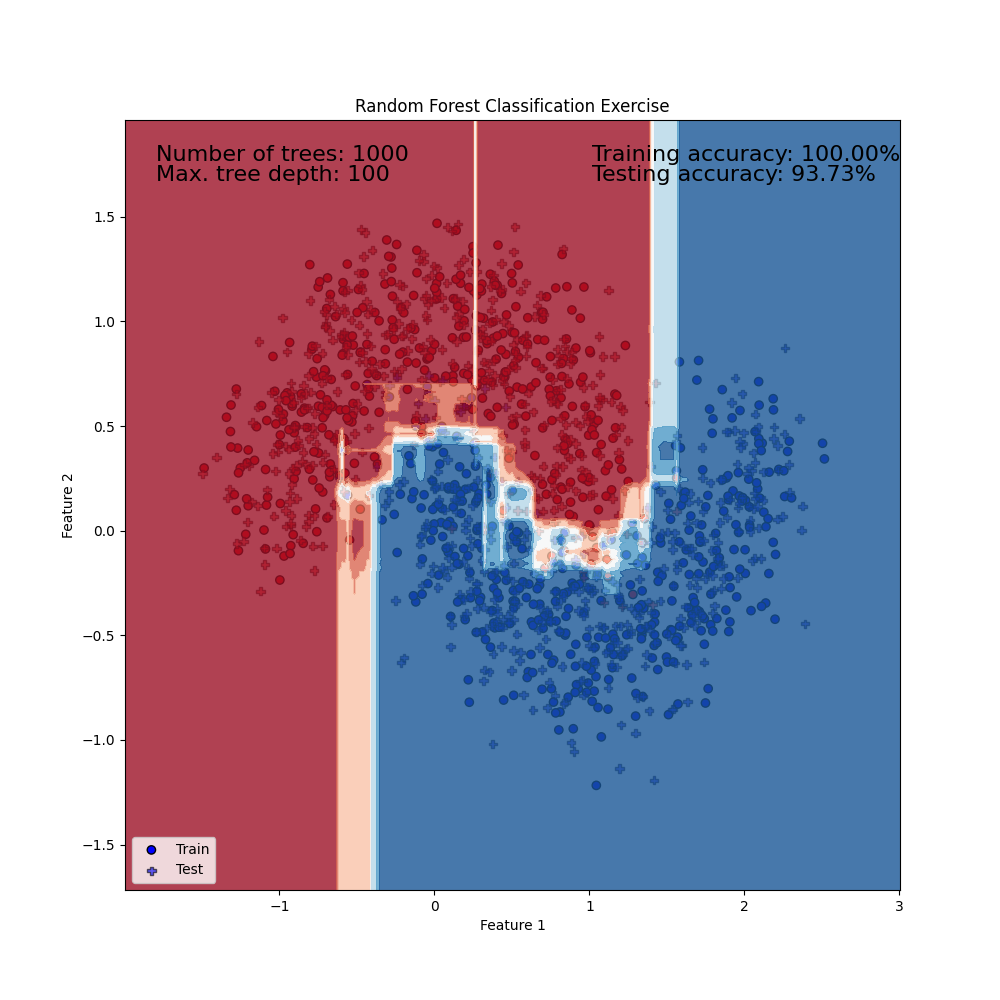 Random Forest Classification Exercise
Number of trees: 1000
Training accuracy: 100.00%
Max. tree depth: 100
Testing accuracy: 93.73%
1.5
1.0
0.5
0.0
−0.5
−1.0
−1.5
Feature 2
Train
Test
−1
0
1
2
3
Feature 1